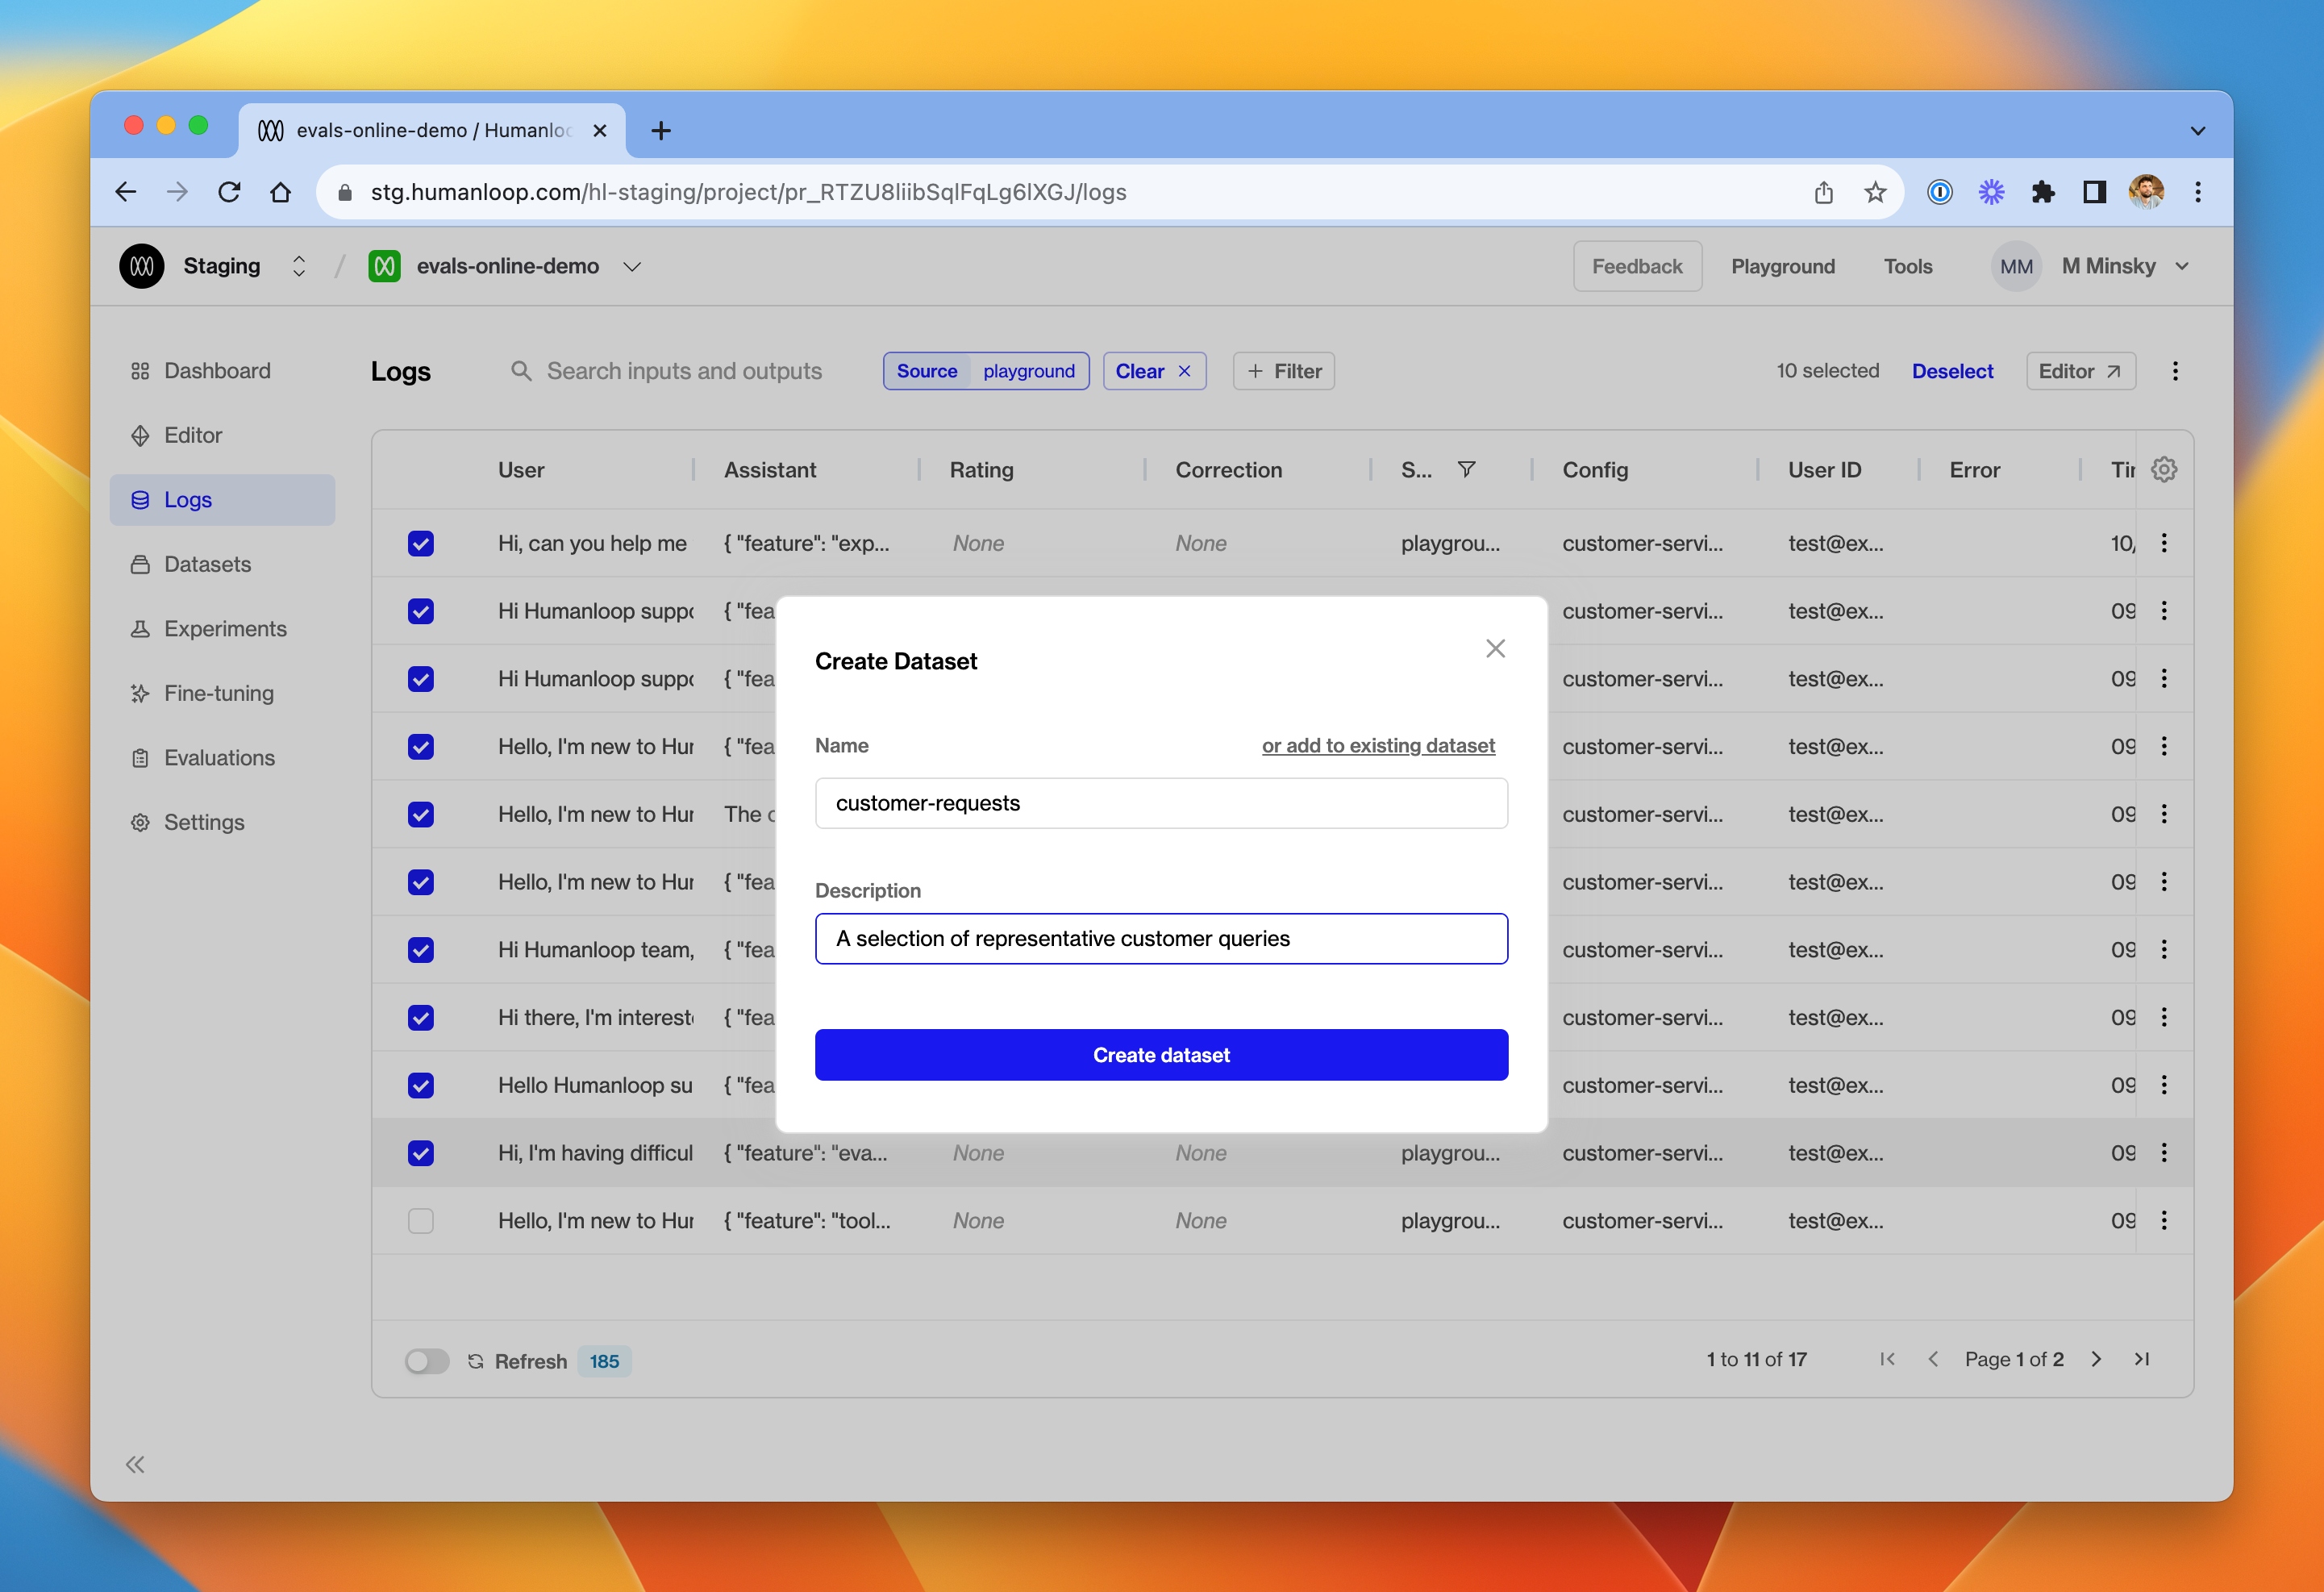 evals-online-demo / Humanloo
stg.humanloop.com/hl-staging/project/pr_RTZU8liibSqlFqLg6lXGJ/logs
Staging / evals-online-demo Feedback Playground Tools MM M Minsky
Dashboard
Editor
Logs
Datasets
Experiments
Fine-tuning
Evaluations
Settings
Logs Search inputs and outputs Source playground Clear + Filter 10 selected Deselect Editor
User Assistant Rating Correction S... Config User ID Error Tir
Hi, can you help me { "feature": "exp... None None playgrou... customer-servi... test@ex... 10/
Hi Humanloop suppo { "fea customer-servi... test@ex... 09
Hi Humanloop suppo { "fea customer-servi... test@ex... 09
Hello, I'm new to Hur { "fea customer-servi... test@ex... 09
Hello, I'm new to Hur The c customer-servi... test@ex... 09
Hello, I'm new to Hur { "fea customer-servi... test@ex... 09
Hi Humanloop team, { "fea customer-servi... test@ex... 09
Hi there, I'm intereste { "fea customer-servi... test@ex... 09
Hello Humanloop su { "fea customer-servi... test@ex... 09
Hi, I'm having difficul { "feature": "eva... None None playgrou... customer-servi... test@ex... 09
Hello, I'm new to Hur { "feature": "tool... None None playgrou... customer-servi... test@ex... 09
Create Dataset
Name or add to existing dataset
customer-requests
Description
A selection of representative customer queries
Create dataset
Refresh 185 1 to 11 of 17 Page 1 of 2